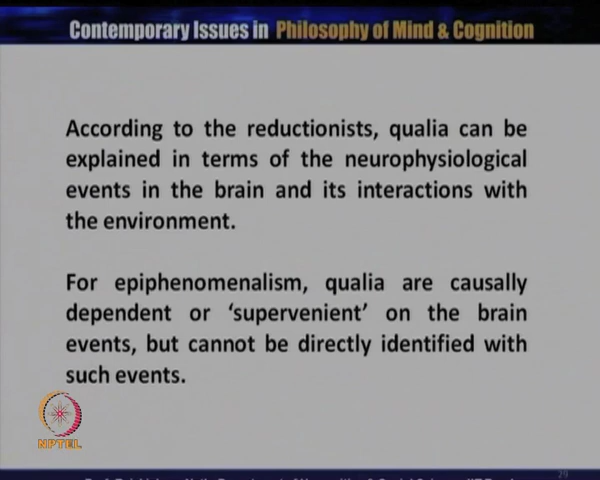 Contemporary Issues in Philosophy of Mind & Cognition
According to the reductionists, qualia can be
explained in terms of the neurophysiological
events in the brain and its interactions with
the environment.
For epiphenomenalism, qualia are causally
dependent or ‘supervenient’ on the brain
events, but cannot be directly identified with
such events.
NPTEL
29